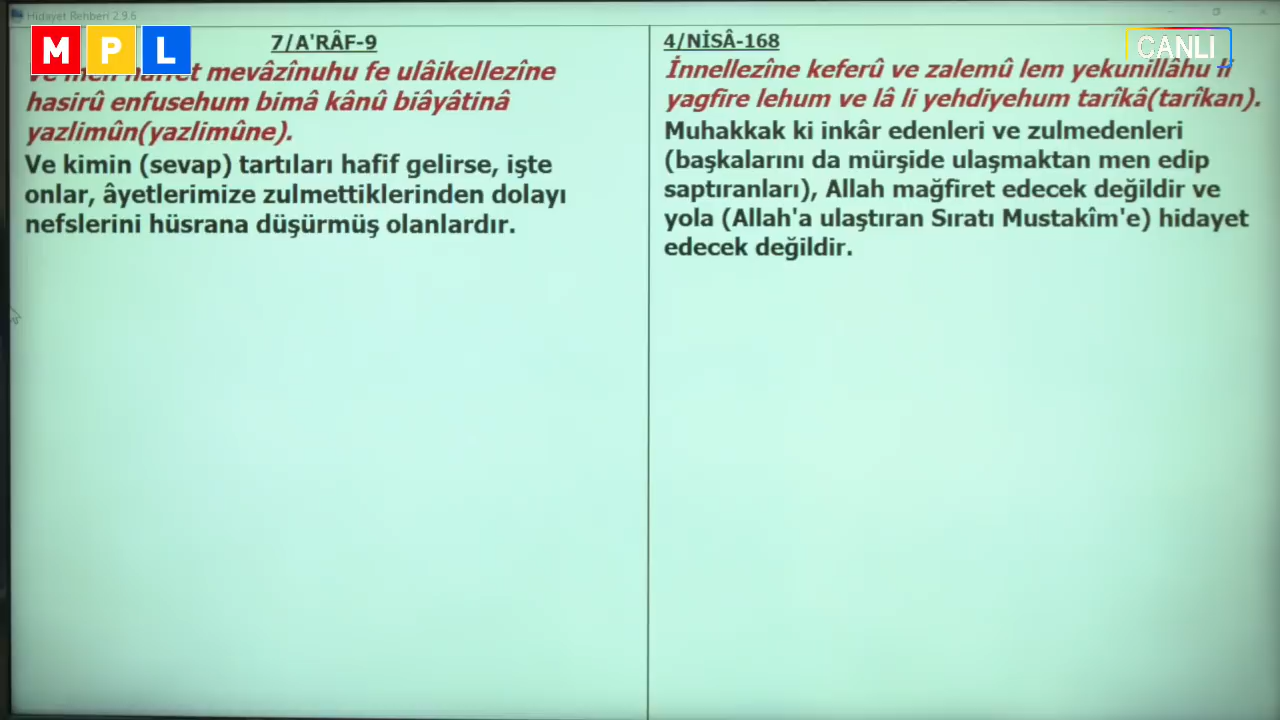 Hidayet Rehberi 2.9.6
MPL
CANLI
7/A'RÂF-9
mevâzînuhu fe ulâikellezîne
hasirû enfusehum bimâ kânû biâyâtinâ
yazlimûn(yazlimûne).
Ve kimin (sevap) tartıları hafif gelirse, işte
onlar, âyetlerimize zulmettiklerinden dolayı
nefslerini hüsrana düşürmüş olanlardır.
4/NİSÂ-168
İnnellezîne keferû ve zalemû lem yekunillâhu li
yagfire lehum ve lâ li yehdiyehum tarîkâ(tarîkan).
Muhakkak ki inkâr edenleri ve zulmedenleri
(başkalarını da mürşide ulaşmaktan men edip
saptıranları), Allah mağfiret edecek değildir ve
yola (Allah'a ulaştıran Sıratı Mustakîm'e) hidayet
edecek değildir.